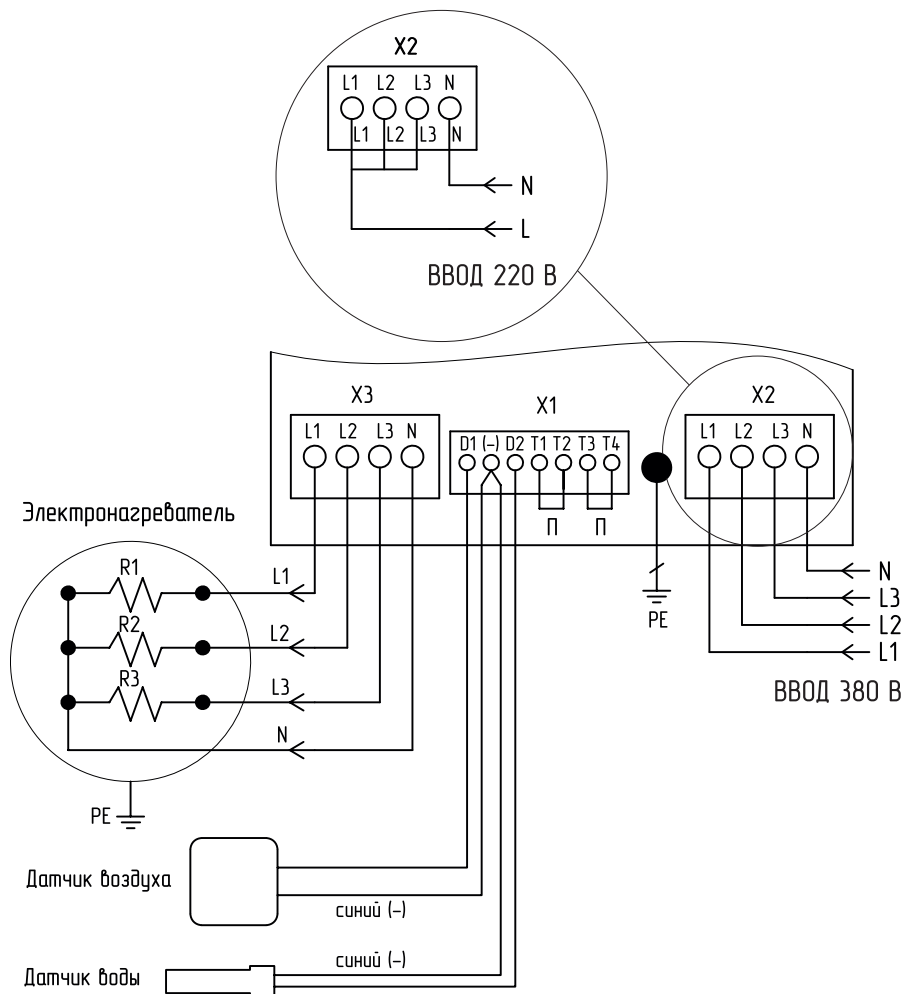 X2
L1 L2 L3 N
L1 L2 L3 N
N
L
ВВОД 220 В
X3
X1
X2
L1 L2 L3 N
D1 (-) D2 T1 T2 T3 T4
L1 L2 L3 N
П П
Электронагреватель
R1
L1
R2
L2
R3
L3
N
PE
N
L3
L2
L1
ВВОД 380 В
PE
Датчик воздуха
синий (-)
Датчик воды
синий (-)